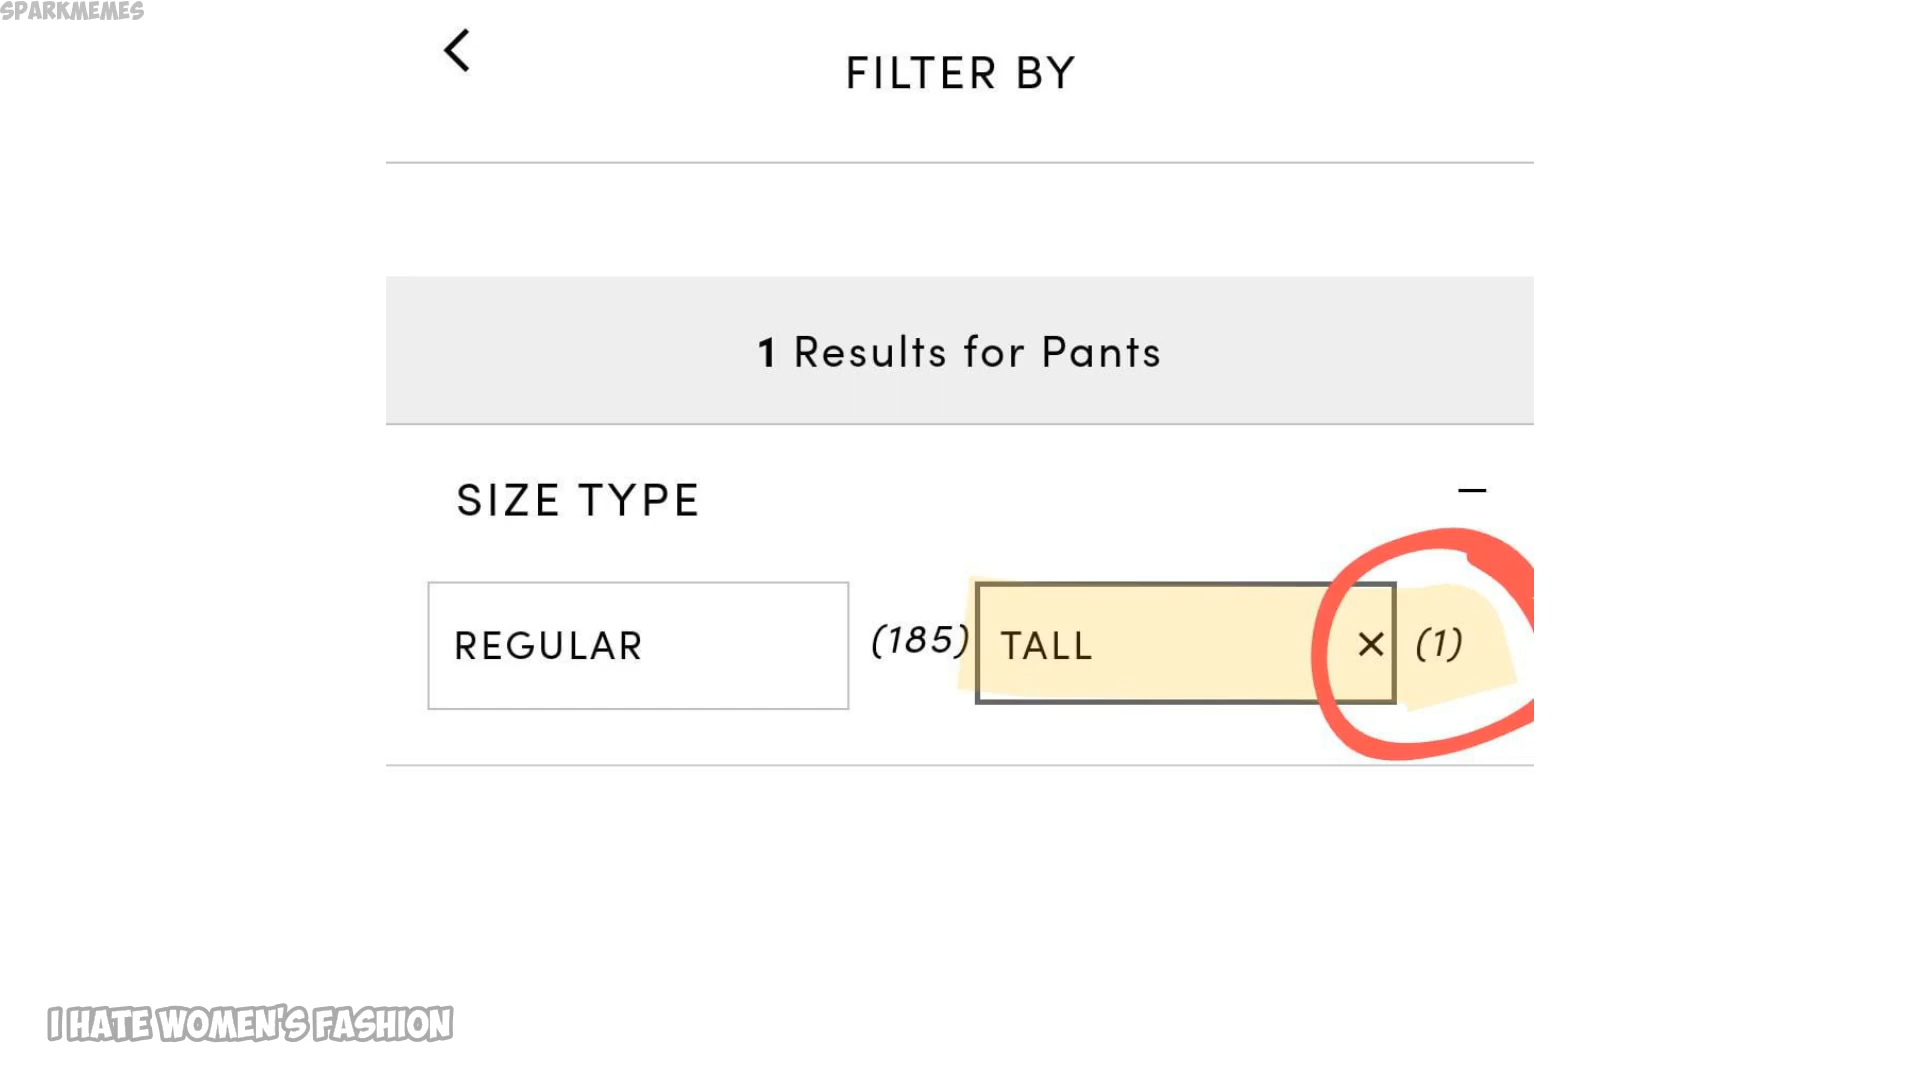 SPARKMEMES
FILTER BY
1 Results for Pants
SIZE TYPE
REGULAR (185) TALL × (1)
I HATE WOMEN'S FASHION